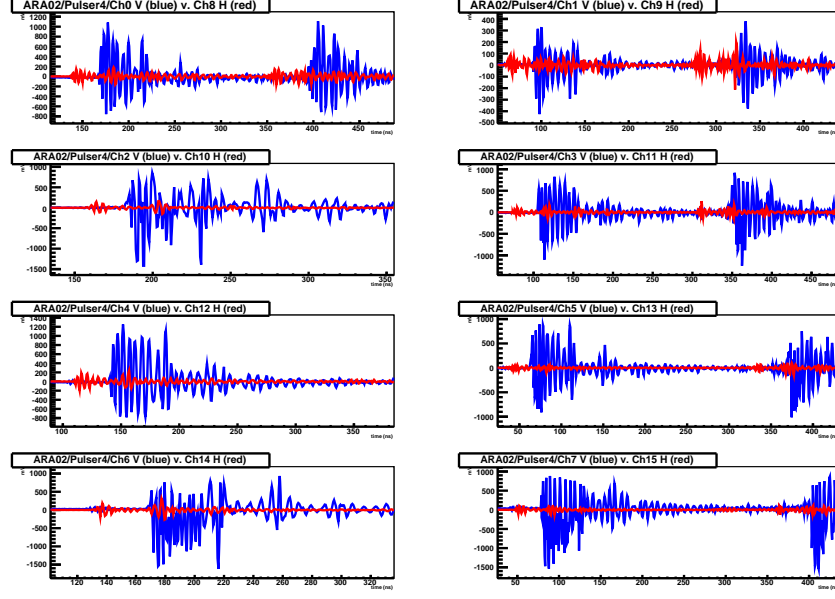 ARA02/Pulser4/Ch0 V (blue) v. Ch8 H (red)
1000
800
600
400
200
0
-200
-400
-600
-800
150 200 250 300 350 400 450
time (ns)
ARA02/Pulser4/Ch1 V (blue) v. Ch9 H (red)
400
300
200
100
0
-100
-200
-300
-400
-500
100 150 200 250 300 350 400
time (ns)
ARA02/Pulser4/Ch2 V (blue) v. Ch10 H (red)
1000
500
0
-500
-1000
-1500
150 200 250 300 350
time (ns)
ARA02/Pulser4/Ch3 V (blue) v. Ch11 H (red)
1000
500
0
-500
-1000
100 150 200 250 300 350 400 450
time (ns)
ARA02/Pulser4/Ch4 V (blue) v. Ch12 H (red)
1400
1200
1000
800
600
400
200
0
-200
-400
-600
-800
100 150 200 250 300 350
time (ns)
ARA02/Pulser4/Ch5 V (blue) v. Ch13 H (red)
1000
500
0
-500
-1000
50 100 150 200 250 300 350 400
time (ns)
ARA02/Pulser4/Ch6 V (blue) v. Ch14 H (red)
1000
500
0
-500
-1000
-1500
120 140 160 180 200 220 240 260 280 300 320
time (ns)
ARA02/Pulser4/Ch7 V (blue) v. Ch15 H (red)
1000
500
0
-500
-1000
-1500
50 100 150 200 250 300 350 400
time (ns)